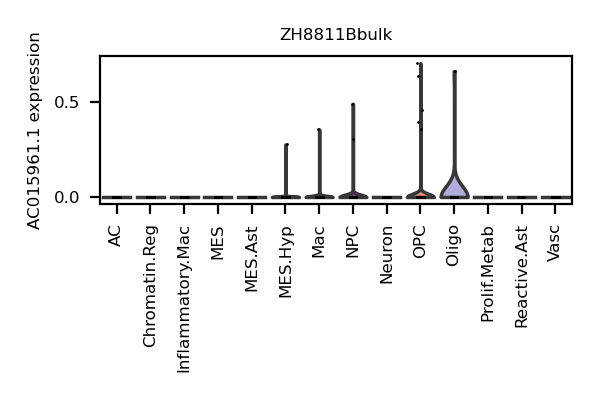 ZH8811Bbulk
AC015961.1 expression
0.5
0.0
AC
Chromatin.Reg
Inflammatory.Mac
MES
MES.Ast
MES.Hyp
Mac
NPC
Neuron
OPC
Oligo
Prolif.Metab
Reactive.Ast
Vasc